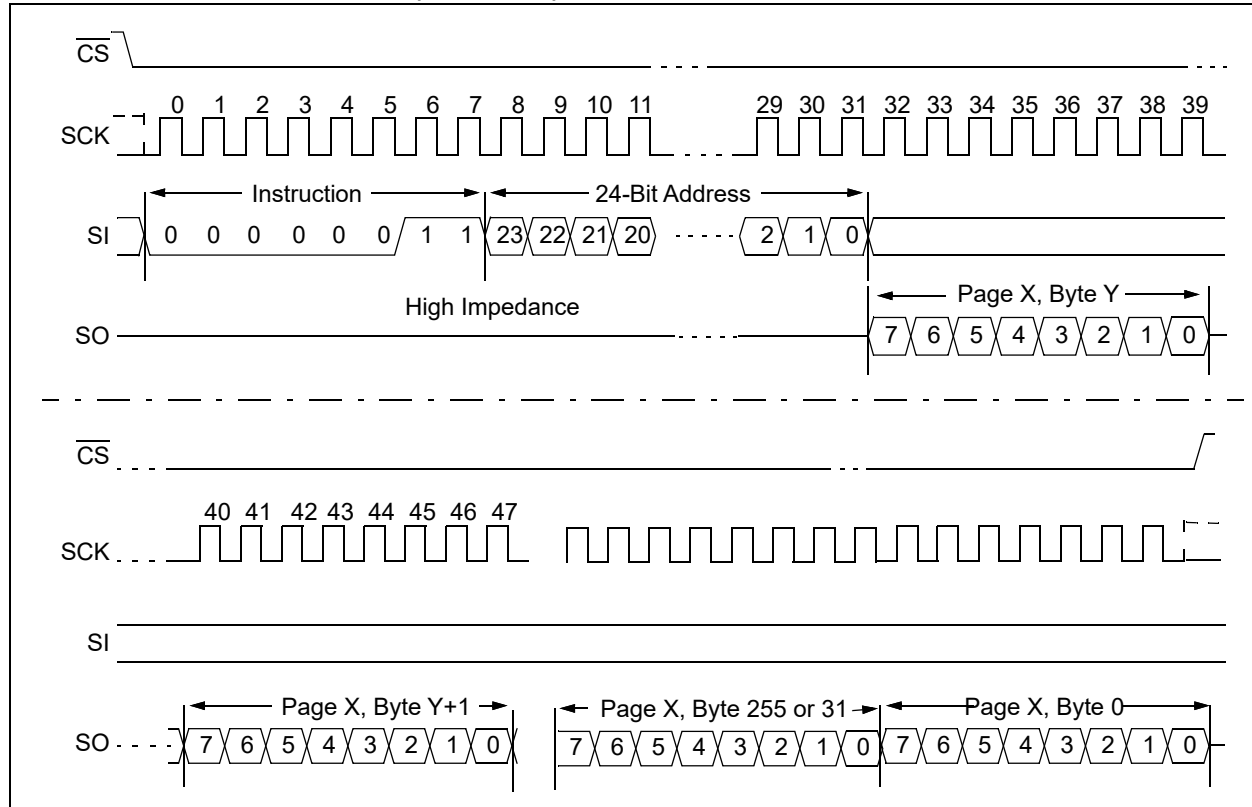 CS
0 1 2 3 4 5 6 7 8 9 10 11 29 30 31 32 33 34 35 36 37 38 39
SCK
Instruction 24-Bit Address
SI 0 0 0 0 0 0 1 1 23 22 21 20 2 1 0
High Impedance Page X, Byte Y
SO 7 6 5 4 3 2 1 0
CS
40 41 42 43 44 45 46 47
SCK
SI
Page X, Byte Y+1 Page X, Byte 255 or 31 Page X, Byte 0
SO 7 6 5 4 3 2 1 0 7 6 5 4 3 2 1 0 7 6 5 4 3 2 1 0